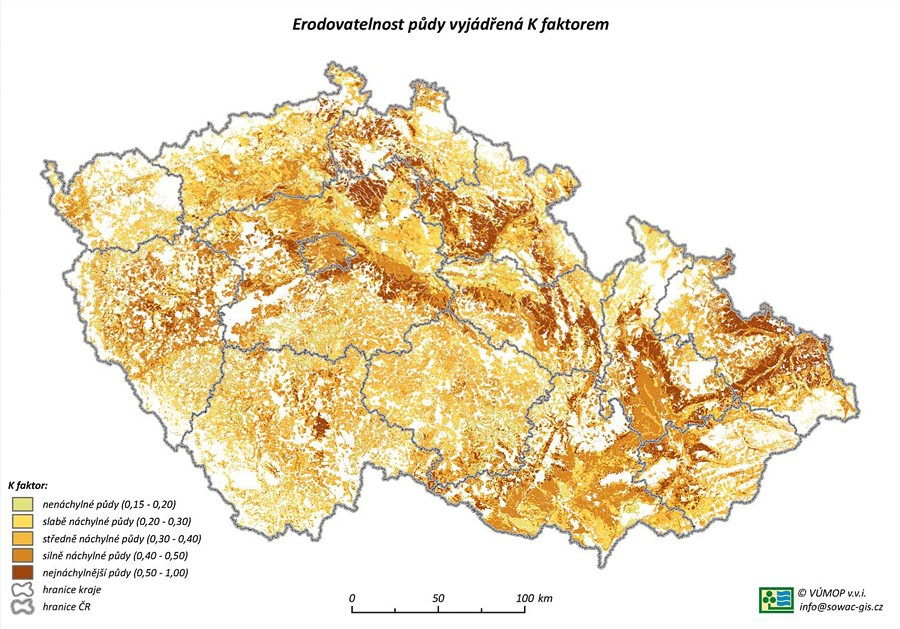 Erodovatelnost půdy vyjádřená K faktorem
K faktor:
nenáchylné půdy (0,15 - 0,20)
slabě náchylné půdy (0,20 - 0,30)
středně náchylné půdy (0,30 - 0,40)
silně náchylné půdy (0,40 - 0,50)
nejnáchylnější půdy (0,50 - 1,00)
hranice kraje
hranice ČR
0 50 100 km
© VÚMOP v.v.i.
info@sowac-gis.cz